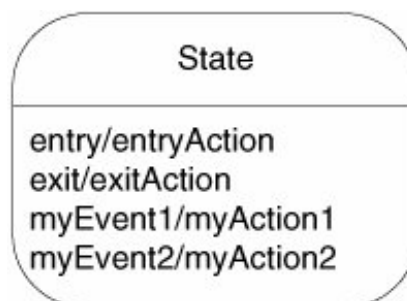 State
entry/entryAction
exit/exitAction
myEvent1/myAction1
myEvent2/myAction2